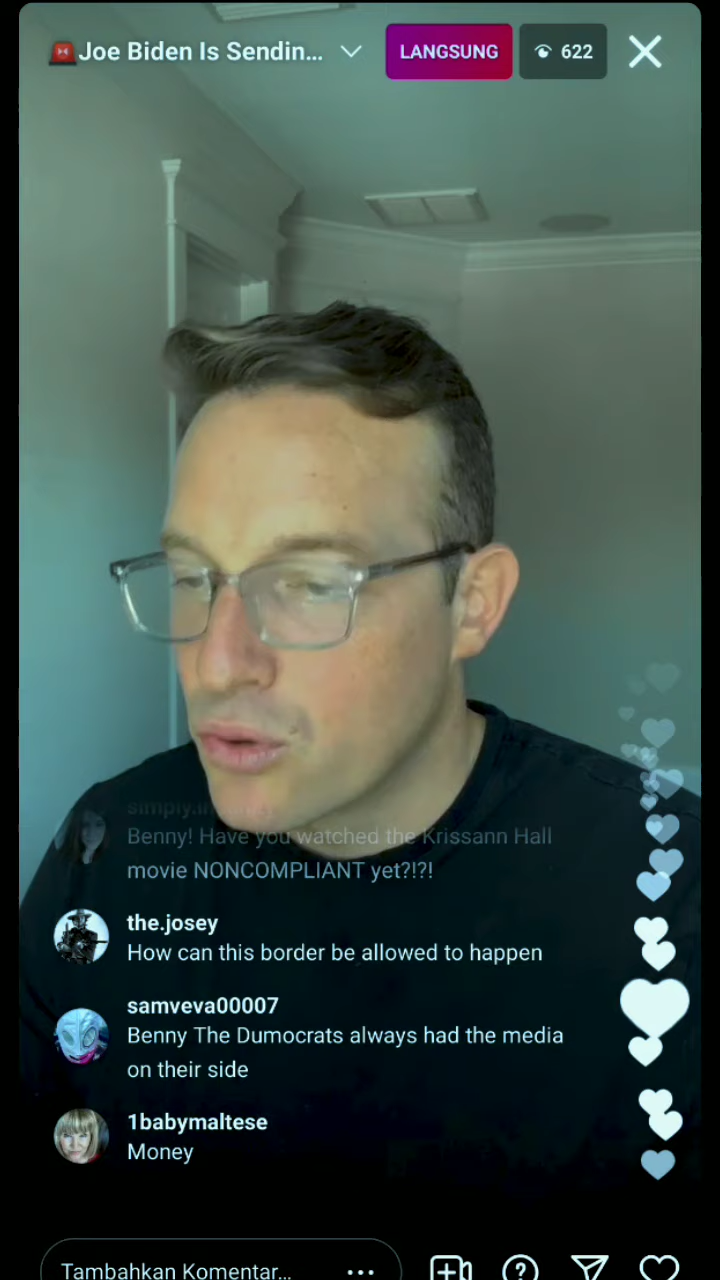 Joe Biden Is Sendin...
LANGSUNG
622
Benny! Have you watched the Krissann Hall
movie NONCOMPLIANT yet?!?!
the.josey
How can this border be allowed to happen
samveva00007
Benny The Dumocrats always had the media
on their side
1babymaltese
Money
Tambahkan Komentar...